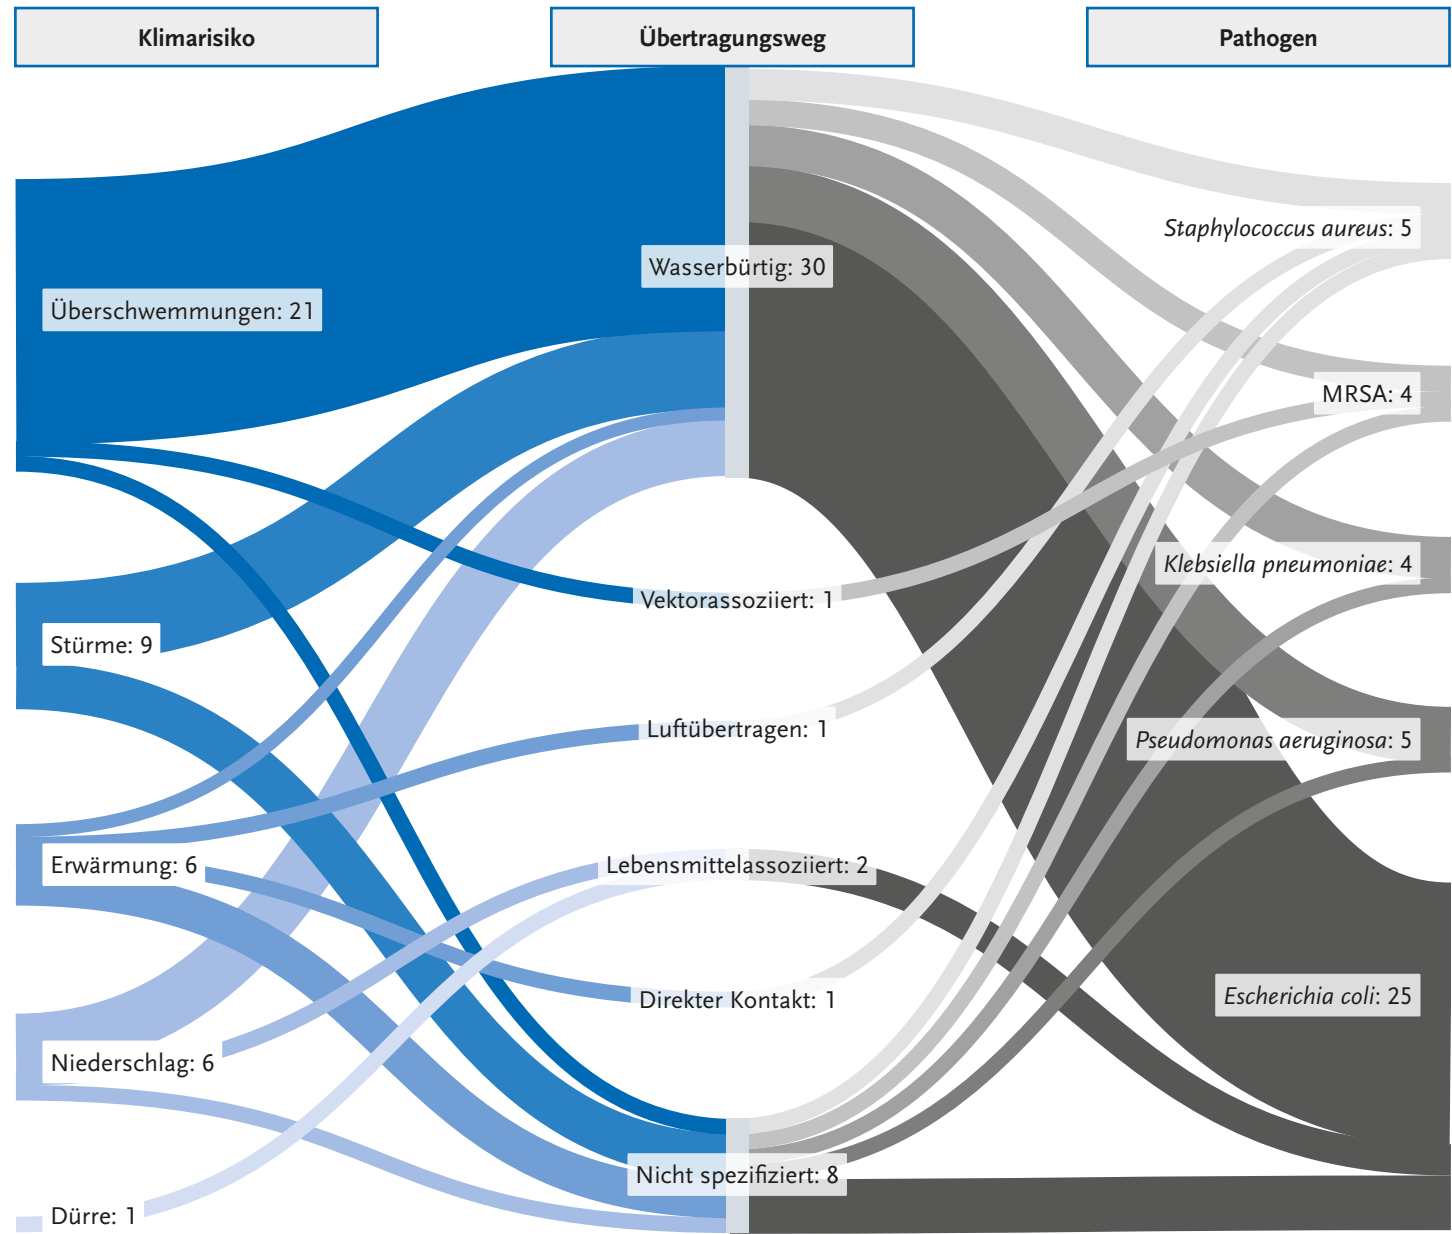 Klimarisiko
Übertragungsweg
Pathogen
Staphylococcus aureus: 5
Wasserbürtig: 30
Überschwemmungen: 21
MRSA: 4
Klebsiella pneumoniae: 4
Vektorassoziiert: 1
Stürme: 9
Luftübertragen: 1
Pseudomonas aeruginosa: 5
Erwärmung: 6
Lebensmittelassoziiert: 2
Escherichia coli: 25
Direkter Kontakt: 1
Niederschlag: 6
Nicht spezifiziert: 8
Dürre: 1